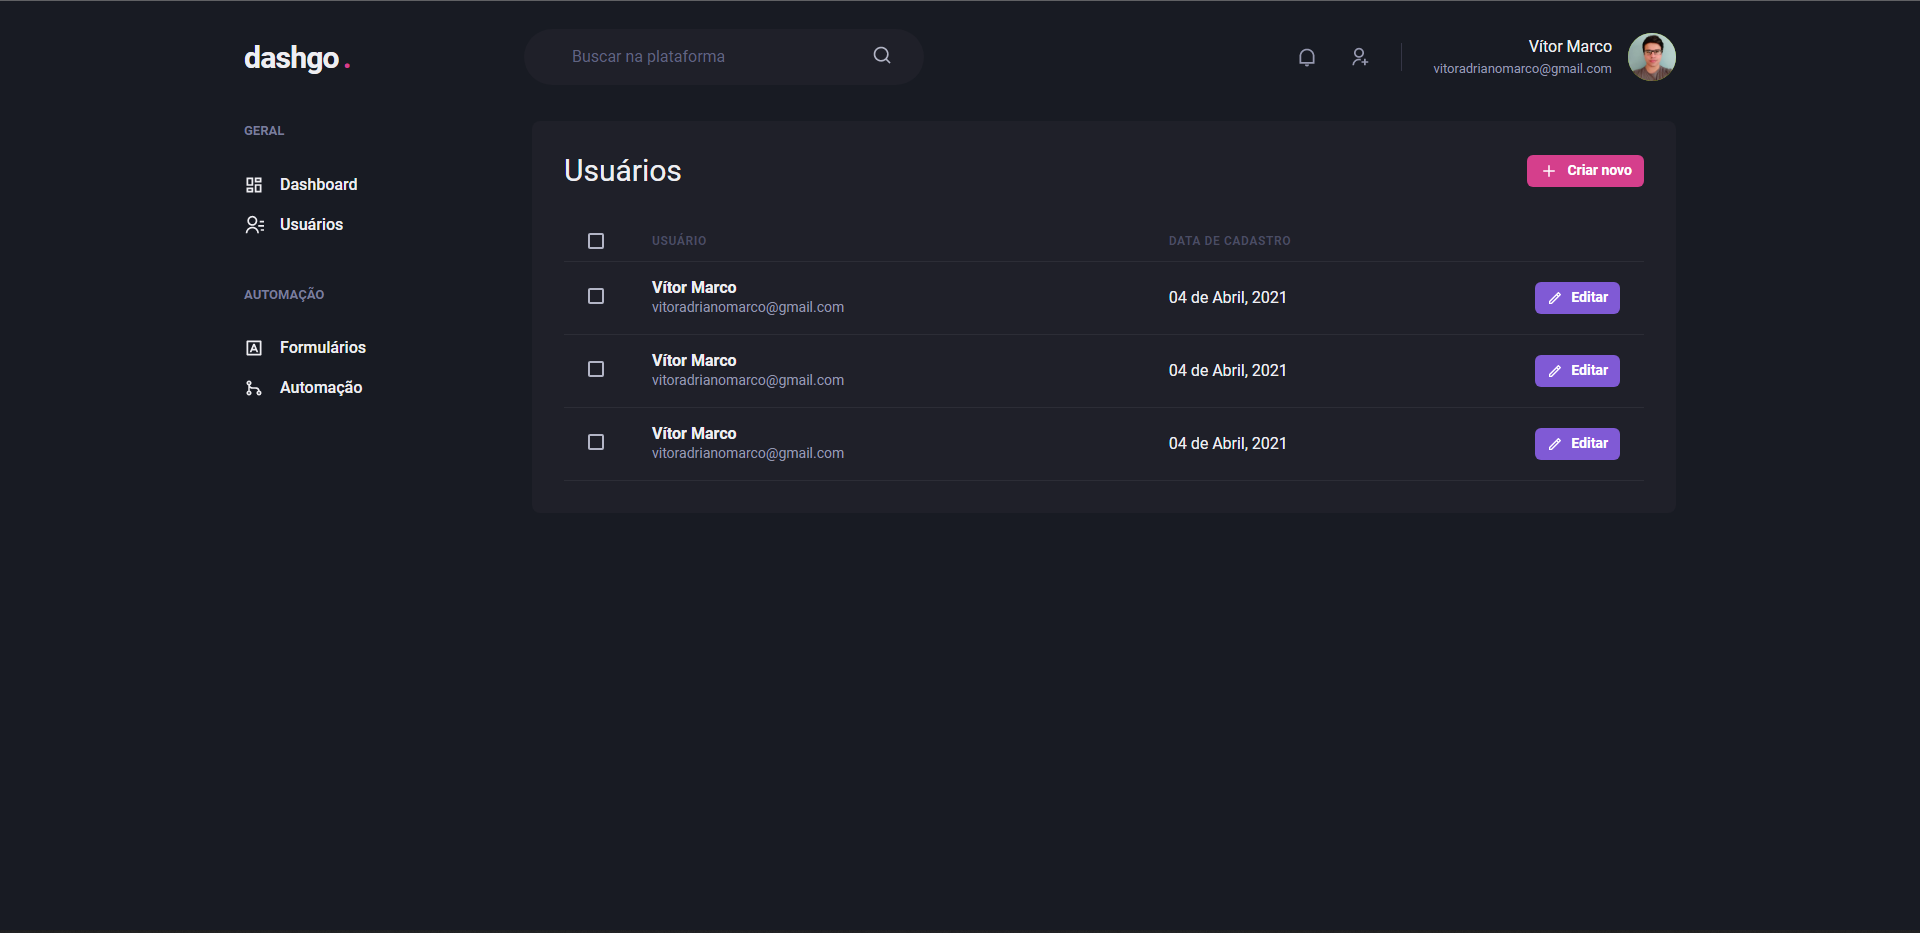 dashgo.
Buscar na plataforma
Vítor Marco
vitoradrianomarco@gmail.com
GERAL
Dashboard
Usuários
AUTOMAÇÃO
Formulários
Automação
Usuários
Criar novo
USUÁRIO DATA DE CADASTRO
Vítor Marco
vitoradrianomarco@gmail.com
04 de Abril, 2021
Editar
Vítor Marco
vitoradrianomarco@gmail.com
04 de Abril, 2021
Editar
Vítor Marco
vitoradrianomarco@gmail.com
04 de Abril, 2021
Editar